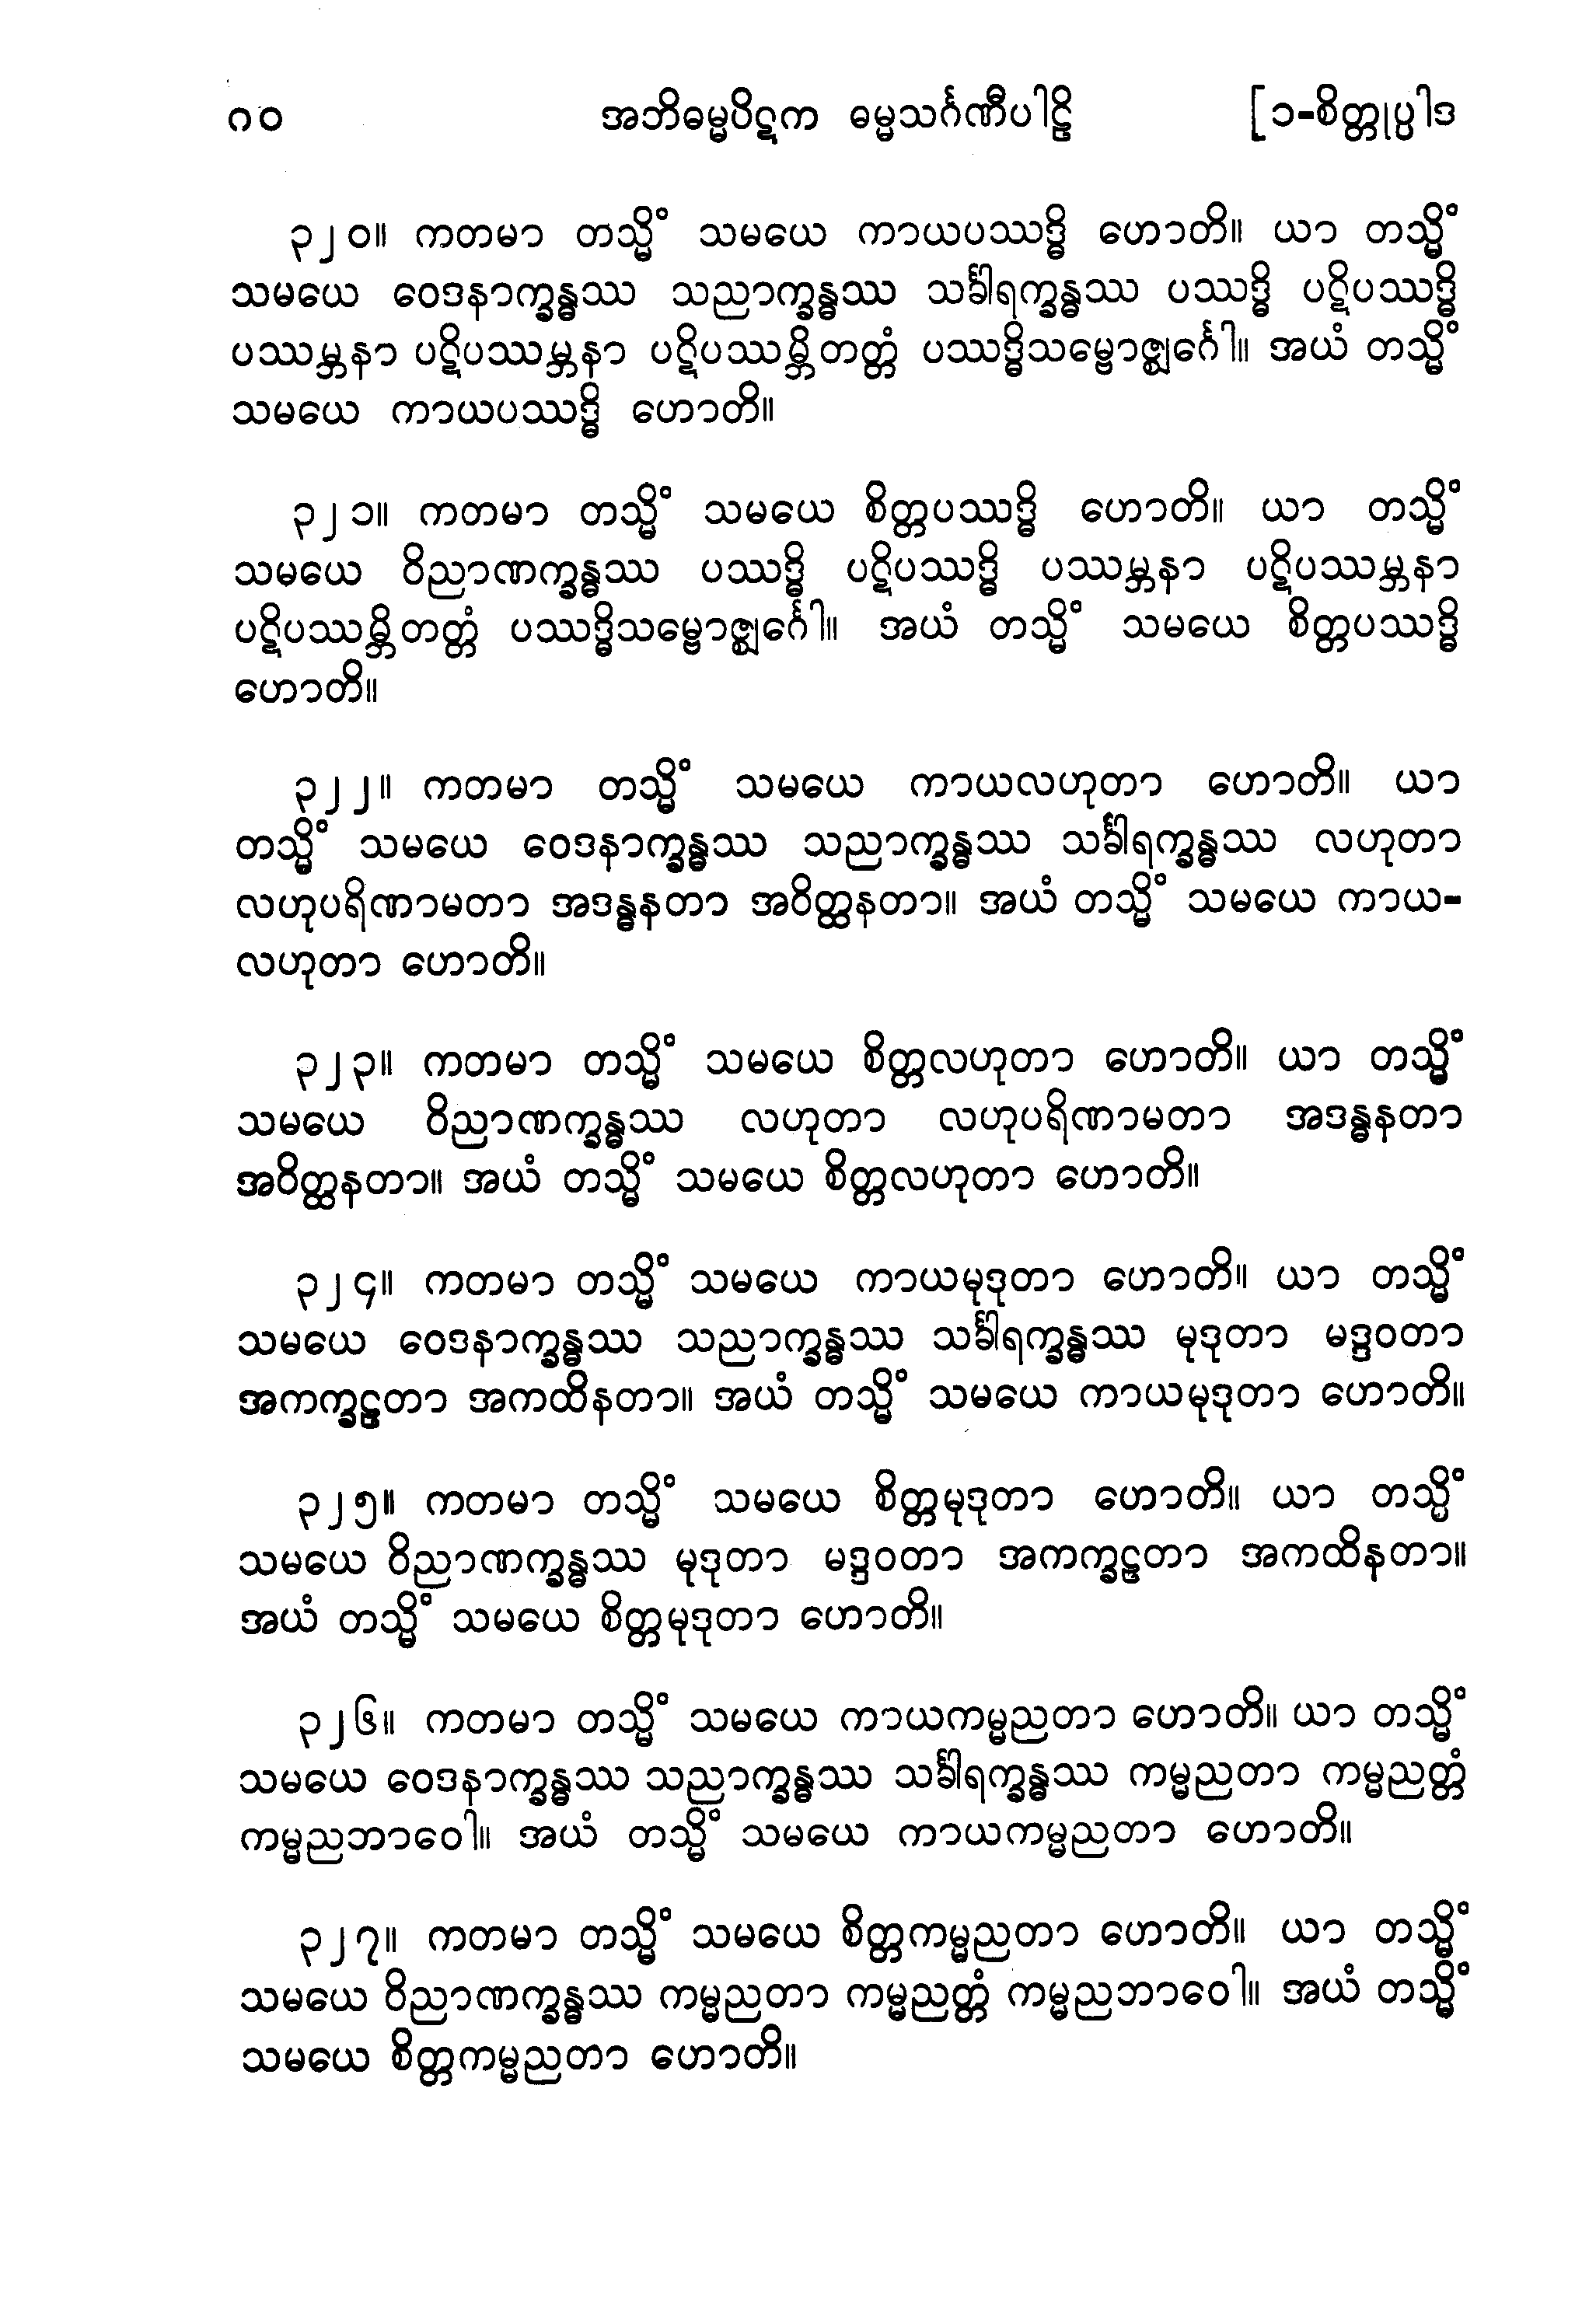 ၈၀ အဘိဓမ္မပိဋက ဓမ္မသင်္ဂဏီပါဠိ [၁-စိတ္တုပ္ပါဒ
၃၂၀။ ကတမာ တသ္မိံ သမယေ ကာယပဿဒ္ဓိ ဟောတိ။ ယာ တသ္မိံ
သမယေ ဝေဒနာက္ခန္ဓဿ သညာက္ခန္ဓဿ သင်္ခါရက္ခန္ဓဿ ပဿဒ္ဓိ ပဋိပဿဒ္ဓိ
ပဿမ္ဘနာ ပဋိပဿမ္ဘနာ ပဋိပဿမ္ဘိတတ္တံ ပဿဒ္ဓိသမ္ဗောဇ္ဈင်္ဂေါ။ အယံ တသ္မိံ
သမယေ ကာယပဿဒ္ဓိ ဟောတိ။
၃၂၁။ ကတမာ တသ္မိံ သမယေ စိတ္တပဿဒ္ဓိ ဟောတိ။ ယာ တသ္မိံ
သမယေ ဝိညာဏက္ခန္ဓဿ ပဿဒ္ဓိ ပဋိပဿဒ္ဓိ ပဿမ္ဘနာ ပဋိပဿမ္ဘနာ
ပဋိပဿမ္ဘိတတ္တံ ပဿဒ္ဓိသမ္ဗောဇ္ဈင်္ဂေါ။ အယံ တသ္မိံ သမယေ စိတ္တပဿဒ္ဓိ
ဟောတိ။
၃၂၂။ ကတမာ တသ္မိံ သမယေ ကာယလဟုတာ ဟောတိ။ ယာ
တသ္မိံ သမယေ ဝေဒနာက္ခန္ဓဿ သညာက္ခန္ဓဿ သင်္ခါရက္ခန္ဓဿ လဟုတာ
လဟုပရိဏာမတာ အဒန္ဓနတာ အဝိတ္ထနတာ။ အယံ တသ္မိံ သမယေ ကာယ-
လဟုတာ ဟောတိ။
၃၂၃။ ကတမာ တသ္မိံ သမယေ စိတ္တလဟုတာ ဟောတိ။ ယာ တသ္မိံ
သမယေ ဝိညာဏက္ခန္ဓဿ လဟုတာ လဟုပရိဏာမတာ အဒန္ဓနတာ
အဝိတ္ထနတာ။ အယံ တသ္မိံ သမယေ စိတ္တလဟုတာ ဟောတိ။
၃၂၄။ ကတမာ တသ္မိံ သမယေ ကာယမုဒုတာ ဟောတိ။ ယာ တသ္မိံ
သမယေ ဝေဒနာက္ခန္ဓဿ သညာက္ခန္ဓဿ သင်္ခါရက္ခန္ဓဿ မုဒုတာ မဒ္ဒဝတာ
အကက္ခဠတာ အကထိနတာ။ အယံ တသ္မိံ သမယေ ကာယမုဒုတာ ဟောတိ။
၃၂၅။ ကတမာ တသ္မိံ သမယေ စိတ္တမုဒုတာ ဟောတိ။ ယာ တသ္မိံ
သမယေ ဝိညာဏက္ခန္ဓဿ မုဒုတာ မဒ္ဒဝတာ အကက္ခဠတာ အကထိနတာ။
အယံ တသ္မိံ သမယေ စိတ္တမုဒုတာ ဟောတိ။
၃၂၆။ ကတမာ တသ္မိံ သမယေ ကာယကမ္မညတာ ဟောတိ။ ယာ တသ္မိံ
သမယေ ဝေဒနာက္ခန္ဓဿ သညာက္ခန္ဓဿ သင်္ခါရက္ခန္ဓဿ ကမ္မညတာ ကမ္မညတ္တံ
ကမ္မညဘာဝေါ။ အယံ တသ္မိံ သမယေ ကာယကမ္မညတာ ဟောတိ။
၃၂၇။ ကတမာ တသ္မိံ သမယေ စိတ္တကမ္မညတာ ဟောတိ။ ယာ တသ္မိံ
သမယေ ဝိညာဏက္ခန္ဓဿ ကမ္မညတာ ကမ္မညတ္တံ ကမ္မညဘာဝေါ။ အယံ တသ္မိံ
သမယေ စိတ္တကမ္မညတာ ဟောတိ။